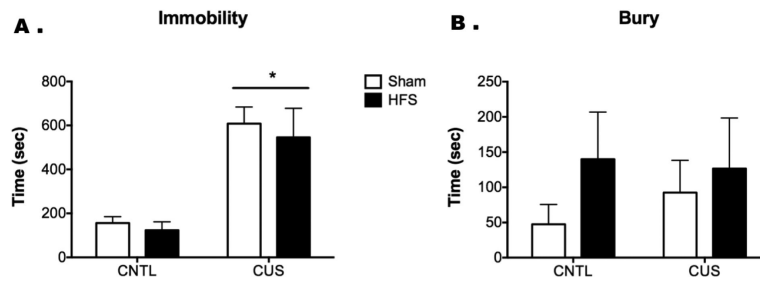 A. Immobility
Time (sec)
800
600
400
200
0
*
CNTL CUS
Sham
HFS
B. Bury
Time (sec)
250
200
150
100
50
0
CNTL CUS